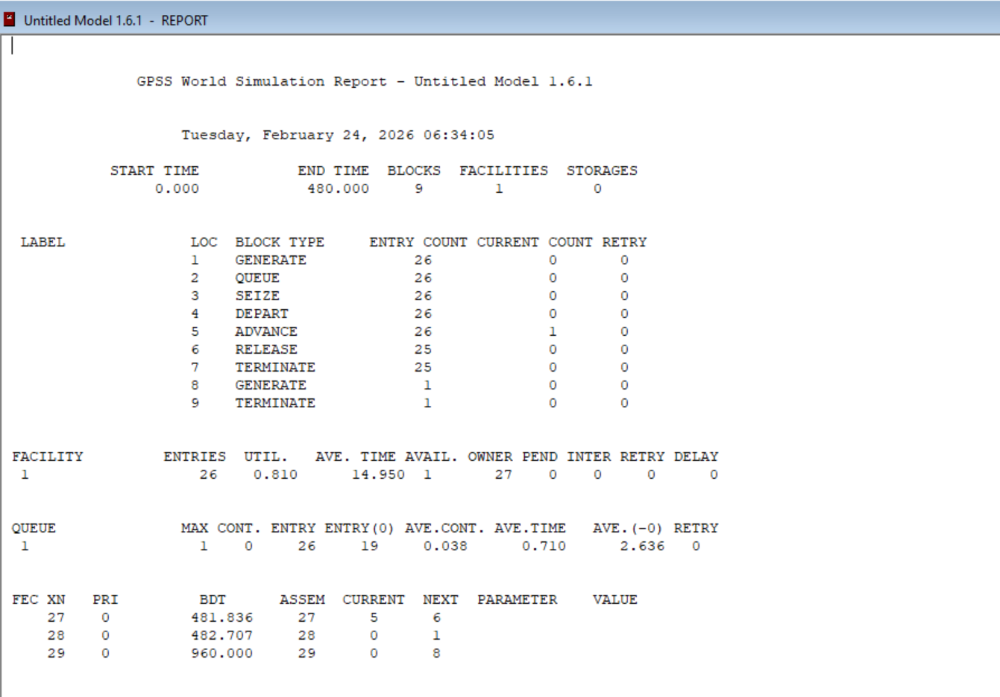 Untitled Model 1.6.1 - REPORT
GPSS World Simulation Report - Untitled Model 1.6.1
Tuesday, February 24, 2026 06:34:05
START TIME END TIME BLOCKS FACILITIES STORAGES
0.000 480.000 9 1 0
LABEL LOC BLOCK TYPE ENTRY COUNT CURRENT COUNT RETRY
1 GENERATE 26 0 0
2 QUEUE 26 0 0
3 SEIZE 26 0 0
4 DEPART 26 0 0
5 ADVANCE 26 1 0
6 RELEASE 25 0 0
7 TERMINATE 25 0 0
8 GENERATE 1 0 0
9 TERMINATE 1 0 0
FACILITY ENTRIES UTIL. AVE. TIME AVAIL. OWNER PEND INTER RETRY DELAY
1 26 0.810 14.950 1 27 0 0 0 0
QUEUE MAX CONT. ENTRY ENTRY(0) AVE.CONT. AVE.TIME AVE.(-0) RETRY
1 1 0 26 19 0.038 0.710 2.636 0
FEC XN PRI BDT ASSEM CURRENT NEXT PARAMETER VALUE
27 0 481.836 27 5 6
28 0 482.707 28 0 1
29 0 960.000 29 0 8